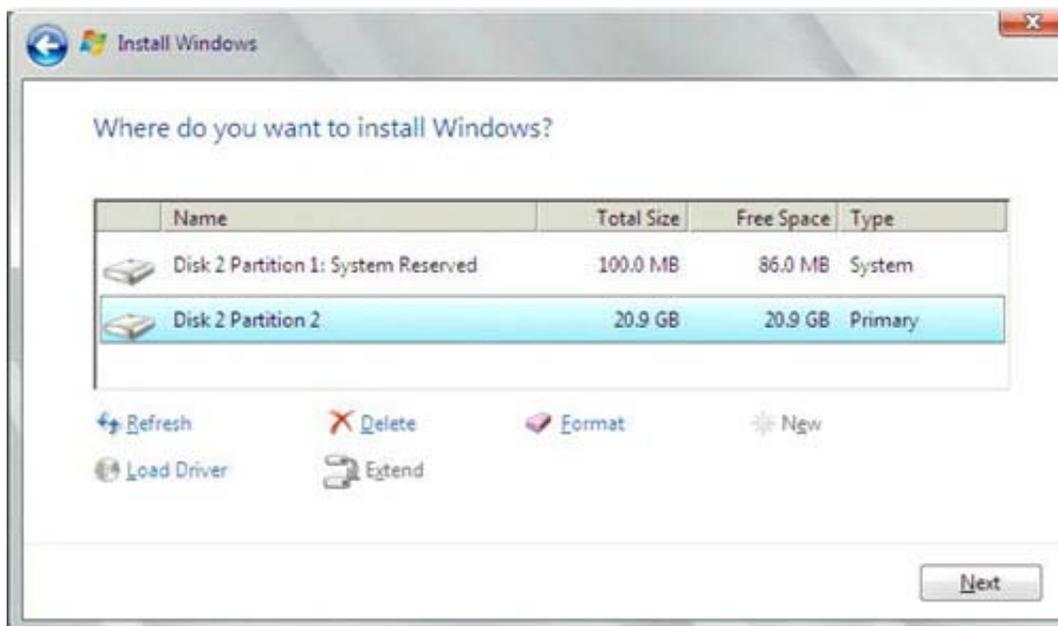 Install Windows
Where do you want to install Windows?
Name Total Size Free Space Type
Disk 2 Partition 1: System Reserved 100.0 MB 86.0 MB System
Disk 2 Partition 2 20.9 GB 20.9 GB Primary
Refresh Delete Format New
Load Driver Extend
Next